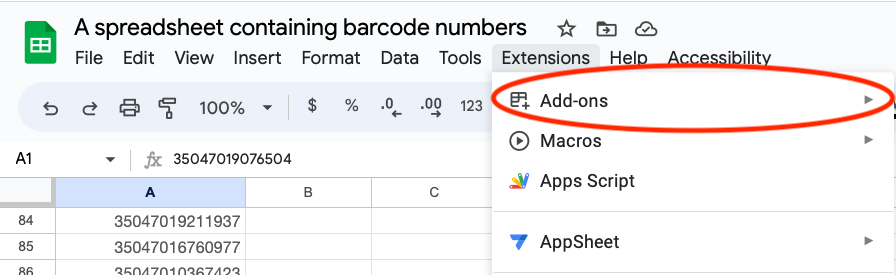 A spreadsheet containing barcode numbers
File Edit View Insert Format Data Tools Extensions Help Accessibility
100% $ % .0 .00 123
Add-ons
Macros
Apps Script
AppSheet
A1 fx 35047019076504
A B C
84 35047019211937
85 35047016760977
86 35047010367423